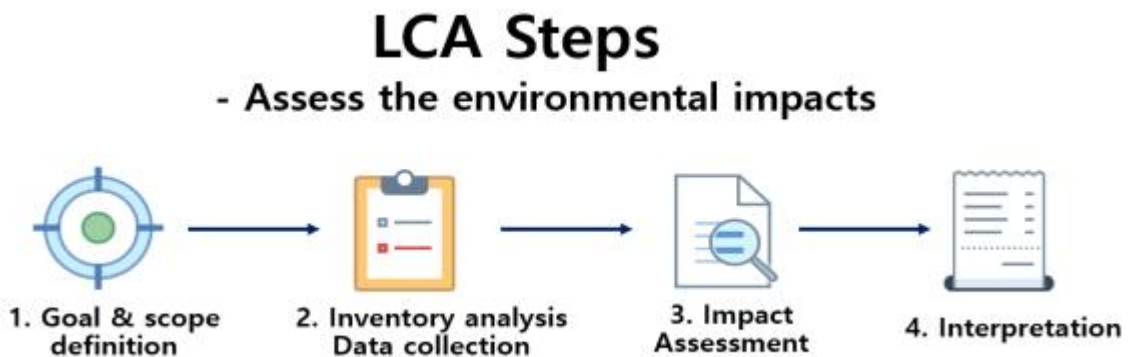 LCA Steps
- Assess the environmental impacts
1. Goal & scope
definition
2. Inventory analysis
Data collection
3. Impact
Assessment
4. Interpretation